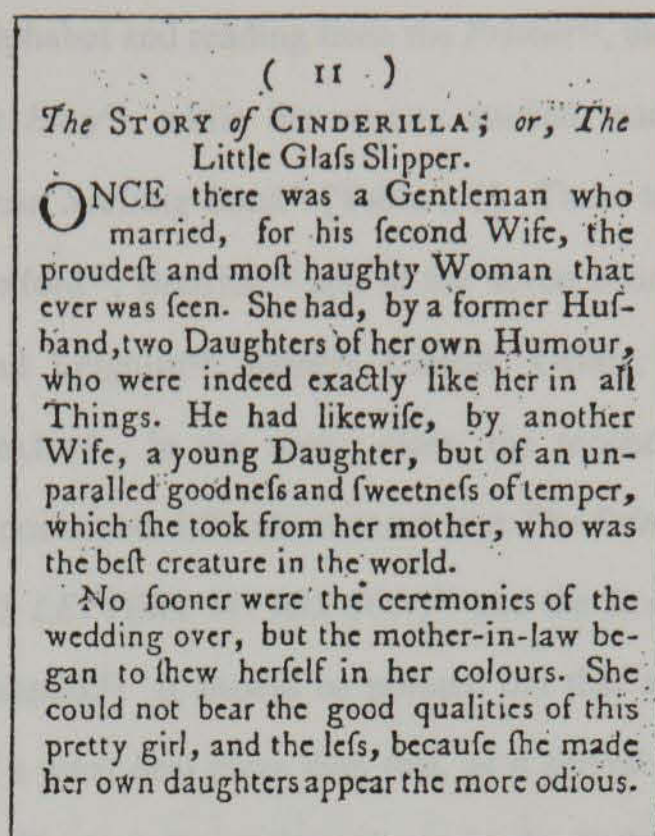 ( 11 )
The STORY of CINDERILLA; or, The
Little Glaſs Slipper.
ONCE there was a Gentleman who
married, for his ſecond Wife, the
proudeſt and moſt haughty Woman that
ever was ſeen. She had, by a former Huſ-
band, two Daughters of her own Humour,
who were indeed exactly like her in all
Things. He had likewiſe, by another
Wife, a young Daughter, but of an un-
paralled goodneſs and ſweetneſs of temper,
which ſhe took from her mother, who was
the beſt creature in the world.
No ſooner were the ceremonies of the
wedding over, but the mother-in-law be-
gan to ſhew herſelf in her colours. She
could not bear the good qualities of this
pretty girl, and the leſs, becauſe ſhe made
her own daughters appear the more odious.